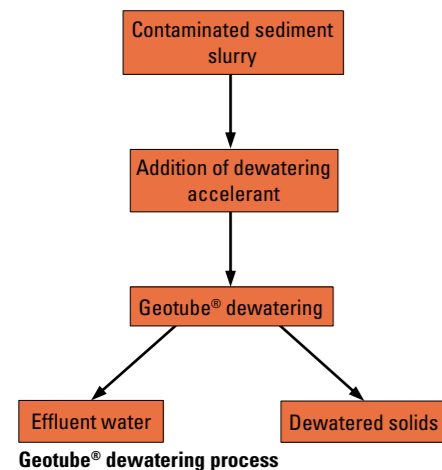 Contaminated sediment
slurry
Addition of dewatering
accelerant
Geotube® dewatering
Effluent water
Dewatered solids
Geotube® dewatering process